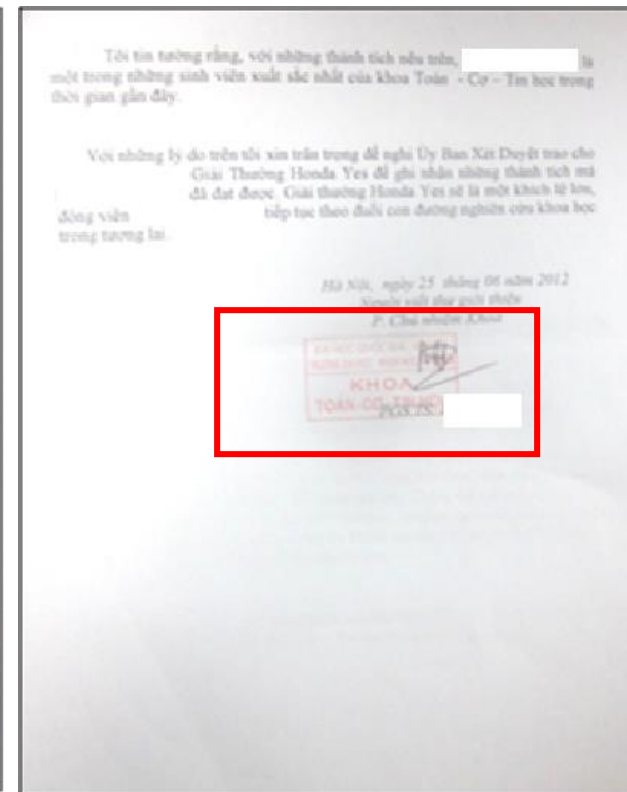 Tôi tin tưởng rằng, với những thành tích nêu trên, là
một trong những sinh viên xuất sắc nhất của khoa Toán - Cơ – Tin học trong
thời gian gần đây.
Với những lý do trên tôi xin trân trọng đề nghị Ủy Ban Xét Duyệt trao cho
Giải Thưởng Honda Yes để ghi nhận những thành tích mà
đã đạt được. Giải thưởng Honda Yes sẽ là một khích lệ lớn,
động viên tiếp tục theo đuổi con đường nghiên cứu khoa học
trong tương lai.
Hà Nội, ngày 25 tháng 06 năm 2012
Người viết thư giới thiệu
P. Chủ nhiệm Khoa
KHOA
TOÁN-CƠ
PGS.TS.